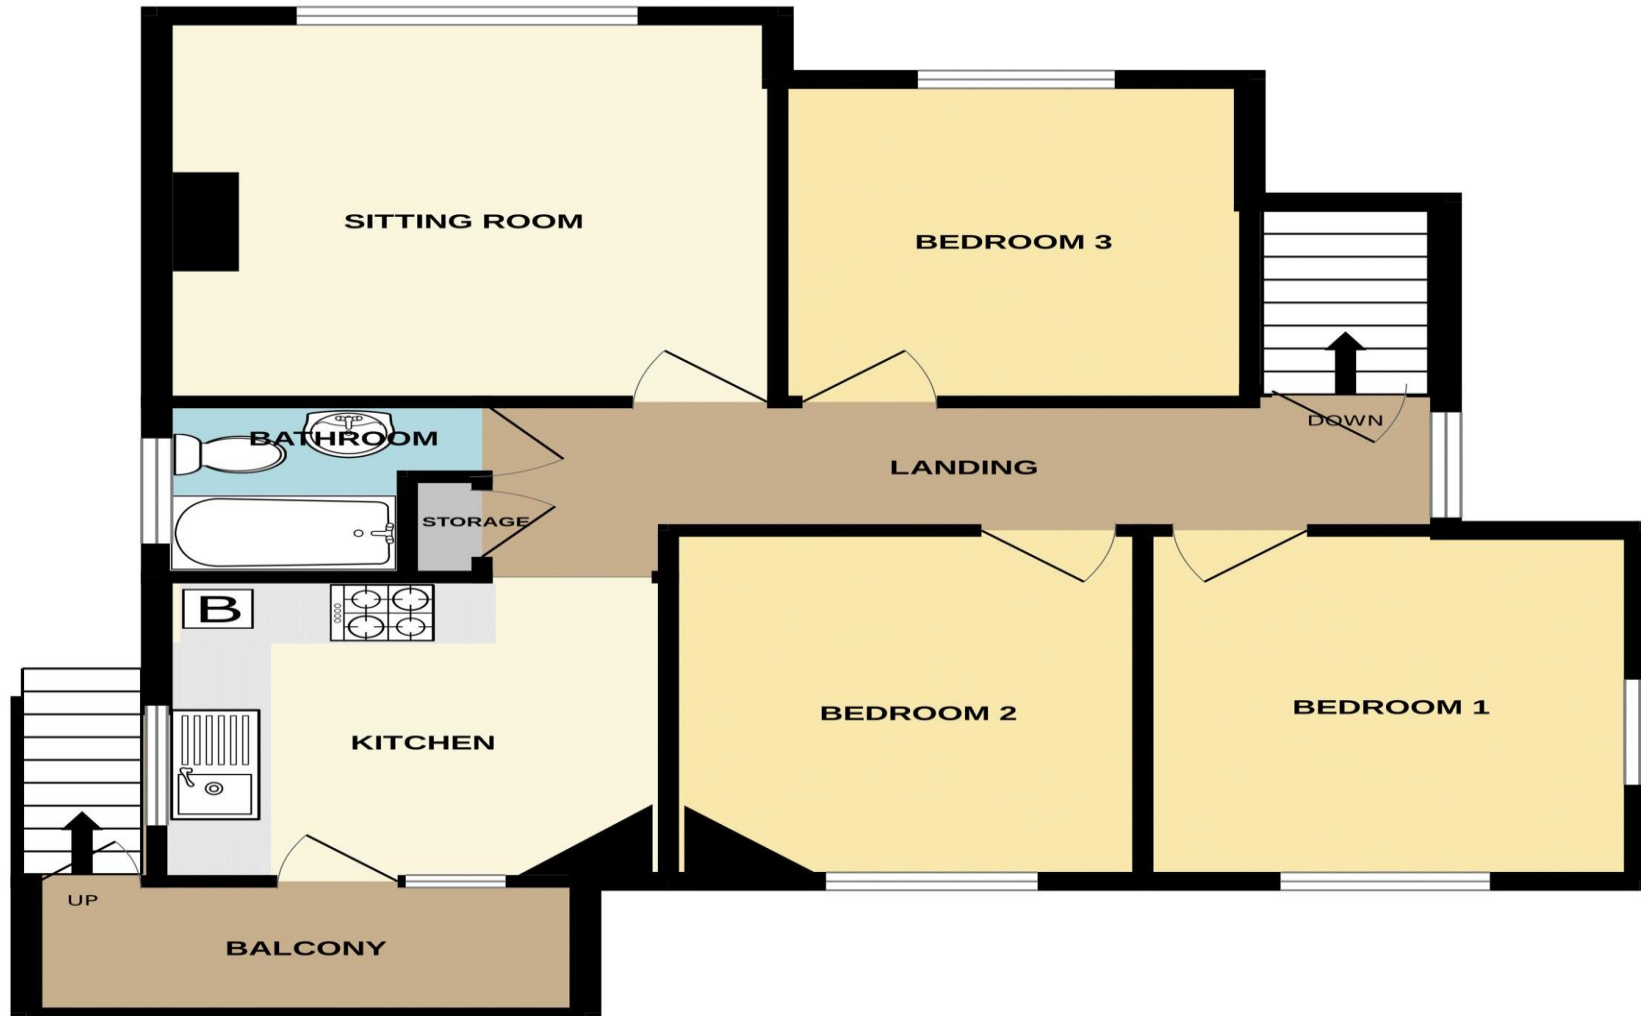 SITTING ROOM
BEDROOM 3
BATHROOM
DOWN
LANDING
STORAGE
B
BEDROOM 2
BEDROOM 1
KITCHEN
UP
BALCONY